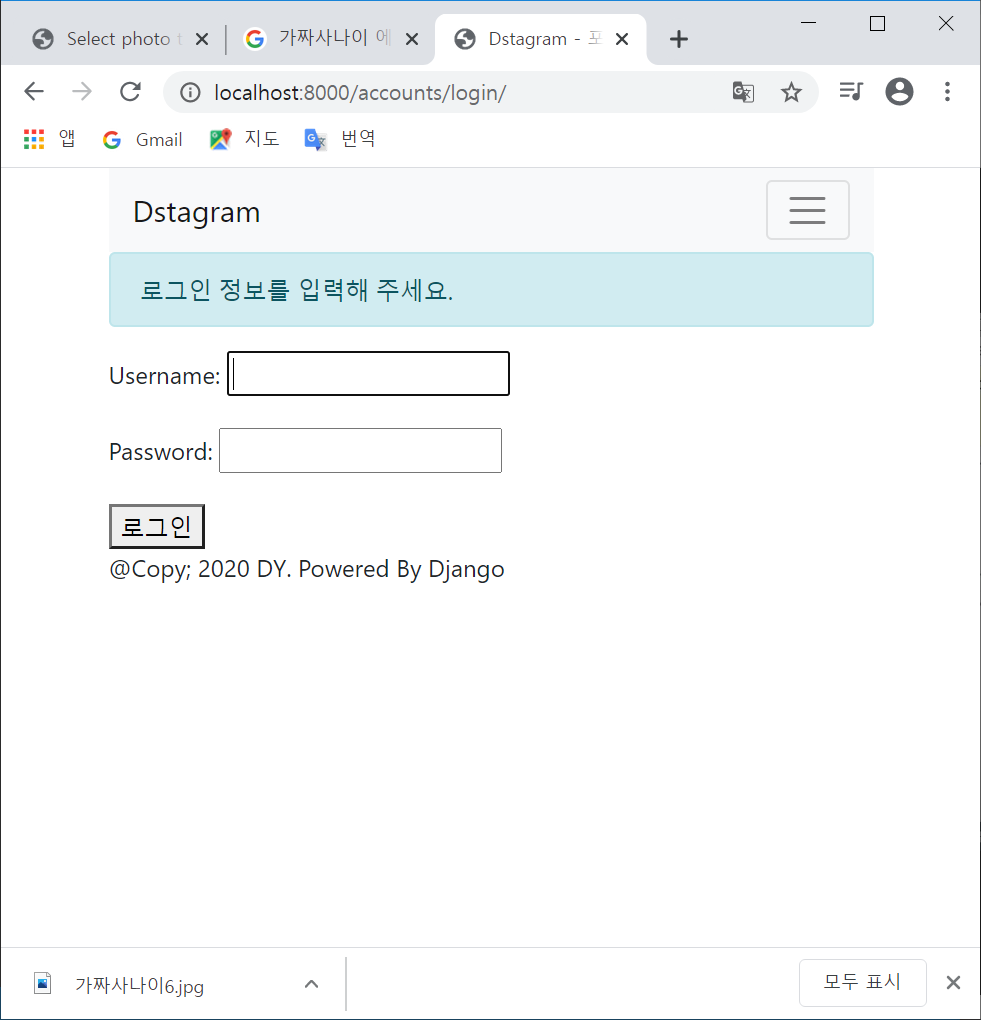 Select photo t
가짜사나이 에
Dstagram - 포
localhost:8000/accounts/login/
앱 Gmail 지도 번역
Dstagram
로그인 정보를 입력해 주세요.
Username:
Password:
로그인
@Copy; 2020 DY. Powered By Django
가짜사나이6.jpg
모두 표시